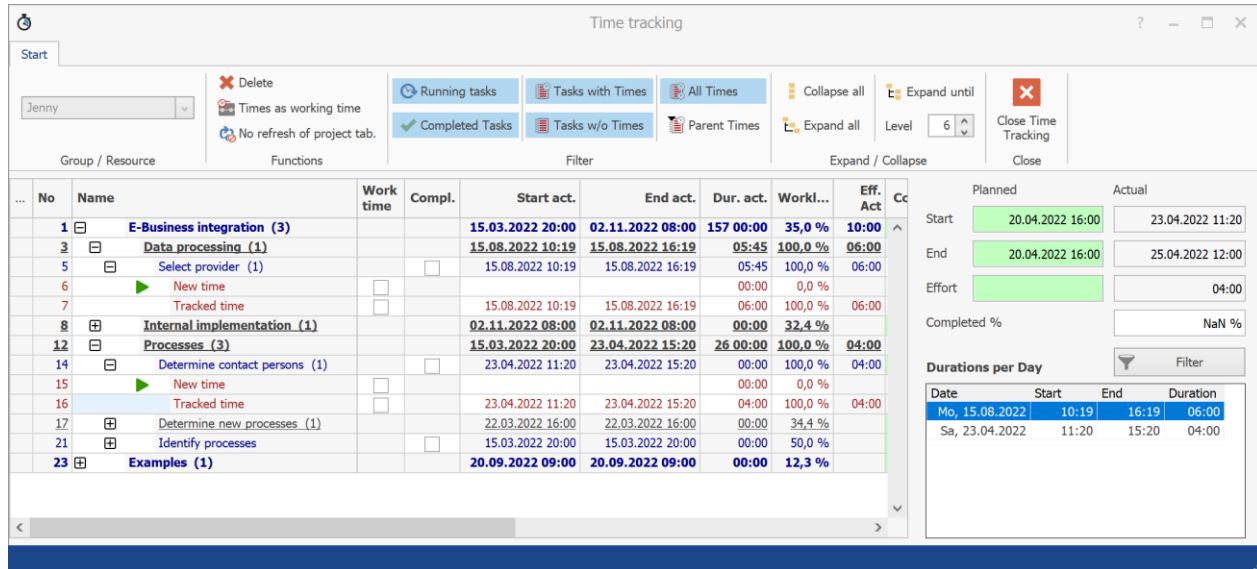 Time tracking
Start
Jenny
Group / Resource
Delete
Times as working time
No refresh of project tab.
Functions
Running tasks Tasks with Times All Times
Completed Tasks Tasks w/o Times Parent Times
Filter
Collapse all Expand until
Expand all Level 6
Expand / Collapse
Close Time
Tracking
Close
... No Name Work time Compl. Start act. End act. Dur. act. Workl... Eff. Act Co
1 E-Business integration (3) 15.03.2022 20:00 02.11.2022 08:00 157 00:00 35,0 % 10:00
3 Data processing (1) 15.08.2022 10:19 15.08.2022 16:19 05:45 100,0 % 06:00
5 Select provider (1) 15.08.2022 10:19 15.08.2022 16:19 05:45 100,0 % 06:00
6 New time 00:00 0,0 %
7 Tracked time 15.08.2022 10:19 15.08.2022 16:19 06:00 100,0 % 06:00
8 Internal implementation (1) 02.11.2022 08:00 02.11.2022 08:00 00:00 32,4 %
12 Processes (3) 15.03.2022 20:00 23.04.2022 15:20 26 00:00 100,0 % 04:00
14 Determine contact persons (1) 23.04.2022 11:20 23.04.2022 15:20 00:00 100,0 % 04:00
15 New time 00:00 0,0 %
16 Tracked time 23.04.2022 11:20 23.04.2022 15:20 04:00 100,0 % 04:00
17 Determine new processes (1) 22.03.2022 16:00 22.03.2022 16:00 00:00 34,4 %
21 Identify processes 15.03.2022 20:00 15.03.2022 20:00 00:00 50,0 %
23 Examples (1) 20.09.2022 09:00 20.09.2022 09:00 00:00 12,3 %
Planned Actual
Start 20.04.2022 16:00 23.04.2022 11:20
End 20.04.2022 16:00 25.04.2022 12:00
Effort 04:00
Completed % NaN %
Durations per Day Filter
Date Start End Duration
Mo, 15.08.2022 10:19 16:19 06:00
Sa, 23.04.2022 11:20 15:20 04:00